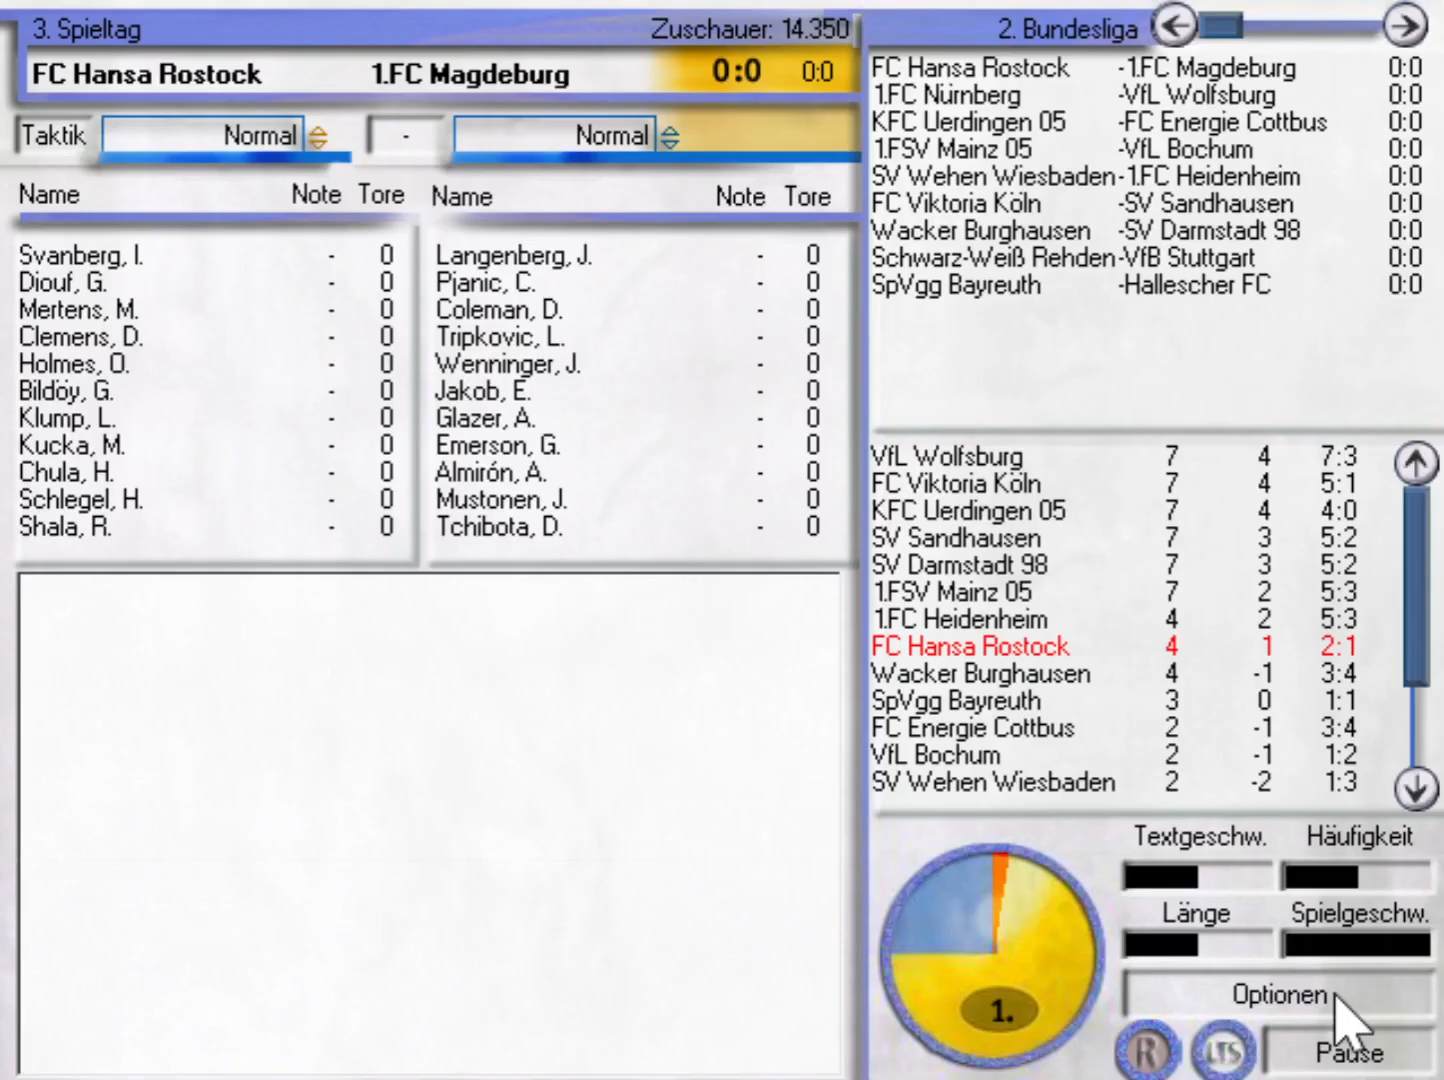 3. Spieltag Zuschauer: 14.350
FC Hansa Rostock 1.FC Magdeburg 0:0 0:0
Taktik Normal - Normal
Name Note Tore Name Note Tore
Svanberg, I. - 0 Langenberg, J. - 0
Diouf, G. - 0 Pjanic, C. - 0
Mertens, M. - 0 Coleman, D. - 0
Clemens, D. - 0 Tripkovic, L. - 0
Holmes, O. - 0 Wenninger, J. - 0
Bildöy, G. - 0 Jakob, E. - 0
Klump, L. - 0 Glazer, A. - 0
Kucka, M. - 0 Emerson, G. - 0
Chula, H. - 0 Almirón, A. - 0
Schlegel, H. - 0 Mustonen, J. - 0
Shala, R. - 0 Tchibota, D. - 0
2. Bundesliga
FC Hansa Rostock -1.FC Magdeburg 0:0
1.FC Nürnberg -VfL Wolfsburg 0:0
KFC Uerdingen 05 -FC Energie Cottbus 0:0
1.FSV Mainz 05 -VfL Bochum 0:0
SV Wehen Wiesbaden -1.FC Heidenheim 0:0
FC Viktoria Köln -SV Sandhausen 0:0
Wacker Burghausen -SV Darmstadt 98 0:0
Schwarz-Weiß Rehden -VfB Stuttgart 0:0
SpVgg Bayreuth -Hallescher FC 0:0
VfL Wolfsburg 7 4 7:3
FC Viktoria Köln 7 4 5:1
KFC Uerdingen 05 7 4 4:0
SV Sandhausen 7 3 5:2
SV Darmstadt 98 7 3 5:2
1.FSV Mainz 05 7 2 5:3
1.FC Heidenheim 4 2 5:3
FC Hansa Rostock 4 1 2:1
Wacker Burghausen 4 -1 3:4
SpVgg Bayreuth 3 0 1:1
FC Energie Cottbus 2 -1 3:4
VfL Bochum 2 -1 1:2
SV Wehen Wiesbaden 2 -2 1:3
Textgeschw. Häufigkeit
Länge Spielgeschw.
1.
Optionen
R LTS Pause